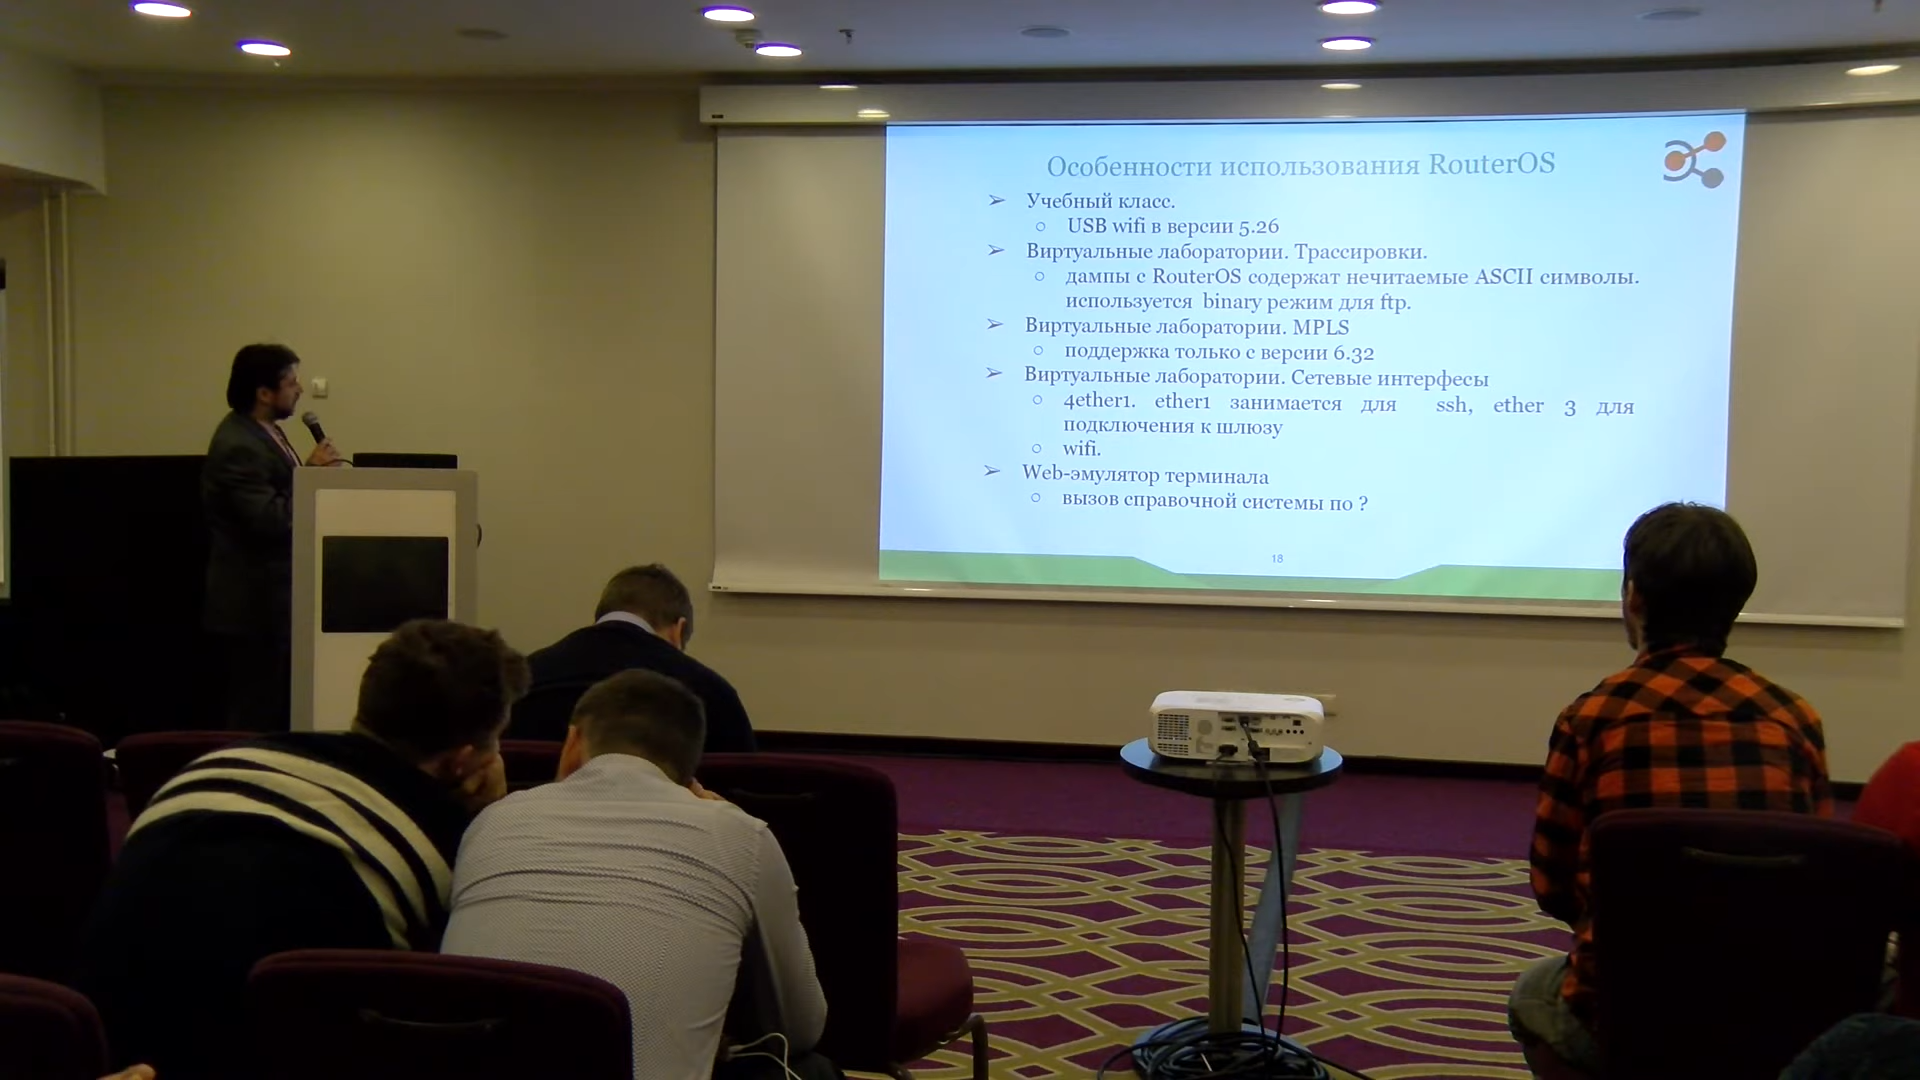 Особенности использования RouterOS
➢ Учебный класс.
○ USB wifi в версии 5.26
➢ Виртуальные лаборатории. Трассировки.
○ дампы с RouterOS содержат нечитаемые ASCII символы.
используется binary режим для ftp.
➢ Виртуальные лаборатории. MPLS
○ поддержка только с версии 6.32
➢ Виртуальные лаборатории. Сетевые интерфесы
○ 4ether1. ether1 занимается для ssh, ether 3 для
подключения к шлюзу
○ wifi.
➢ Web-эмулятор терминала
○ вызов справочной системы по ?
18